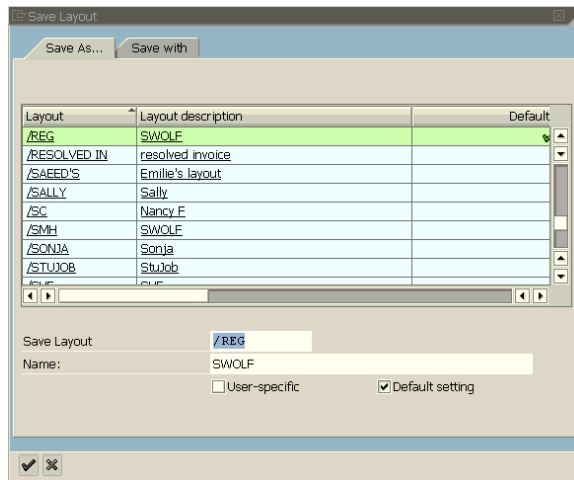 Save Layout
Save As... Save with
Layout Layout description Default
/REG SWOLF
/RESOLVED IN resolved invoice
/SAEED'S Emilie's layout
/SALLY Sally
/SC Nancy F
/SMH SWOLF
/SONJA Sonja
/STUJOB StuJob
Save Layout /REG
Name: SWOLF
User-specific Default setting